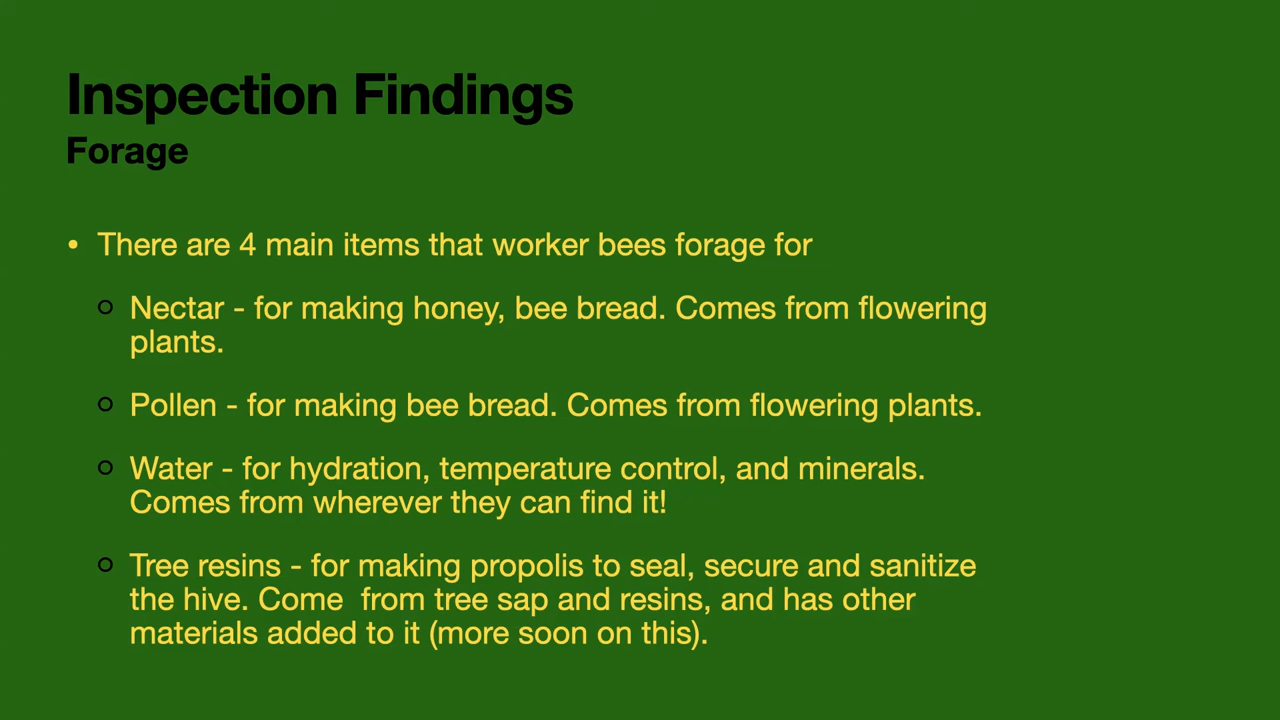 Inspection Findings
Forage
• There are 4 main items that worker bees forage for
○ Nectar - for making honey, bee bread. Comes from flowering
plants.
○ Pollen - for making bee bread. Comes from flowering plants.
○ Water - for hydration, temperature control, and minerals.
Comes from wherever they can find it!
○ Tree resins - for making propolis to seal, secure and sanitize
the hive. Come  from tree sap and resins, and has other
materials added to it (more soon on this).